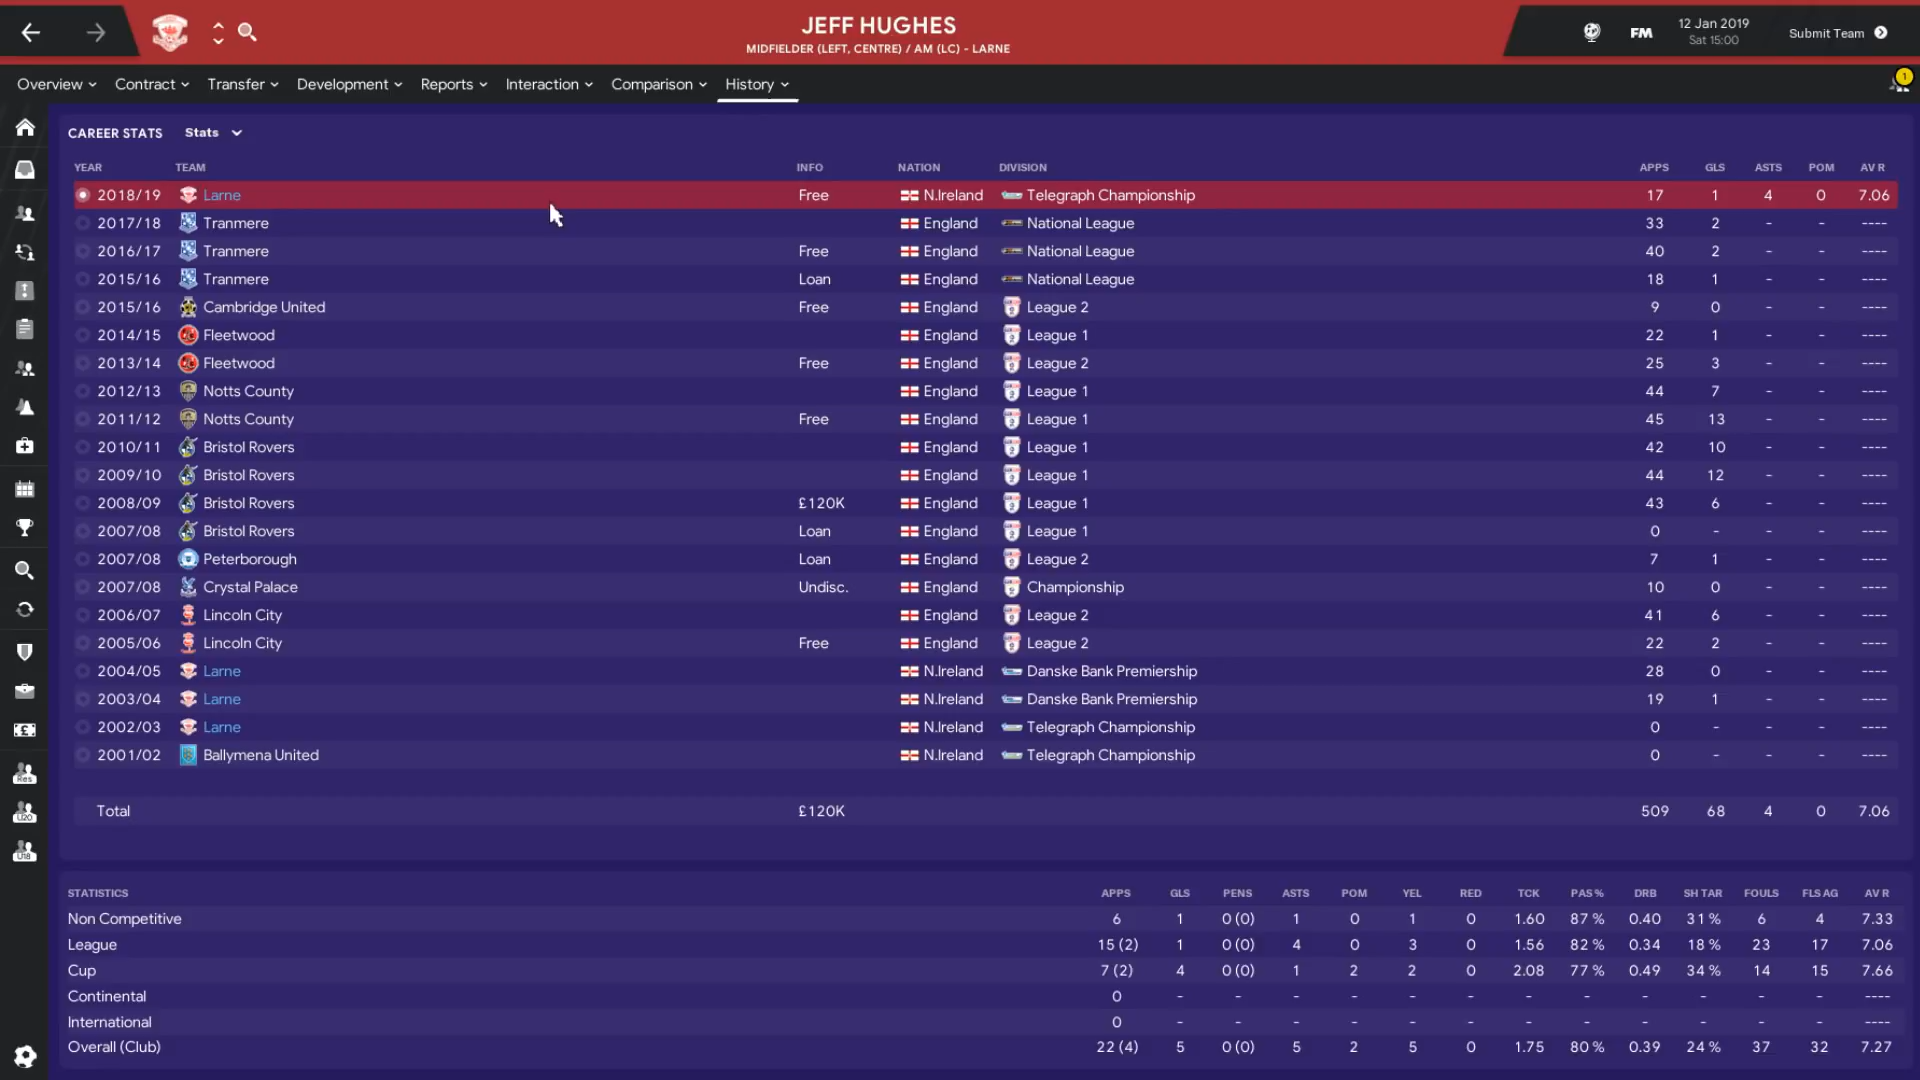 JEFF HUGHES
MIDFIELDER (LEFT, CENTRE) / AM (LC) - LARNE
FM
12 Jan 2019
Sat 15:00
Submit Team
Overview Contract Transfer Development Reports Interaction Comparison History
1
CAREER STATS Stats
YEAR TEAM INFO NATION DIVISION APPS GLS ASTS POM AV R
2018/19 Larne Free N.Ireland Telegraph Championship 17 1 4 0 7.06
2017/18 Tranmere England National League 33 2 - - ----
2016/17 Tranmere Free England National League 40 2 - - ----
2015/16 Tranmere Loan England National League 18 1 - - ----
2015/16 Cambridge United Free England League 2 9 0 - - ----
2014/15 Fleetwood England League 1 22 1 - - ----
2013/14 Fleetwood Free England League 2 25 3 - - ----
2012/13 Notts County England League 1 44 7 - - ----
2011/12 Notts County Free England League 1 45 13 - - ----
2010/11 Bristol Rovers England League 1 42 10 - - ----
2009/10 Bristol Rovers England League 1 44 12 - - ----
2008/09 Bristol Rovers £120K England League 1 43 6 - - ----
2007/08 Bristol Rovers Loan England League 1 0 - - - ----
2007/08 Peterborough Loan England League 2 7 1 - - ----
2007/08 Crystal Palace Undisc. England Championship 10 0 - - ----
2006/07 Lincoln City England League 2 41 6 - - ----
2005/06 Lincoln City Free England League 2 22 2 - - ----
2004/05 Larne N.Ireland Danske Bank Premiership 28 0 - - ----
2003/04 Larne N.Ireland Danske Bank Premiership 19 1 - - ----
2002/03 Larne N.Ireland Telegraph Championship 0 - - - ----
2001/02 Ballymena United N.Ireland Telegraph Championship 0 - - - ----
Total £120K 509 68 4 0 7.06
Res
U20
U18
STATISTICS APPS GLS PENS ASTS POM YEL RED TCK PAS % DRB SH TAR FOULS FLS AG AV R
Non Competitive 6 1 0 (0) 1 0 1 0 1.60 87 % 0.40 31 % 6 4 7.33
League 15 (2) 1 0 (0) 4 0 3 0 1.56 82 % 0.34 18 % 23 17 7.06
Cup 7 (2) 4 0 (0) 1 2 2 0 2.08 77 % 0.49 34 % 14 15 7.66
Continental 0 - - - - - - - - - - - - ----
International 0 - - - - - - - - - - - - ----
Overall (Club) 22 (4) 5 0 (0) 5 2 5 0 1.75 80 % 0.39 24 % 37 32 7.27